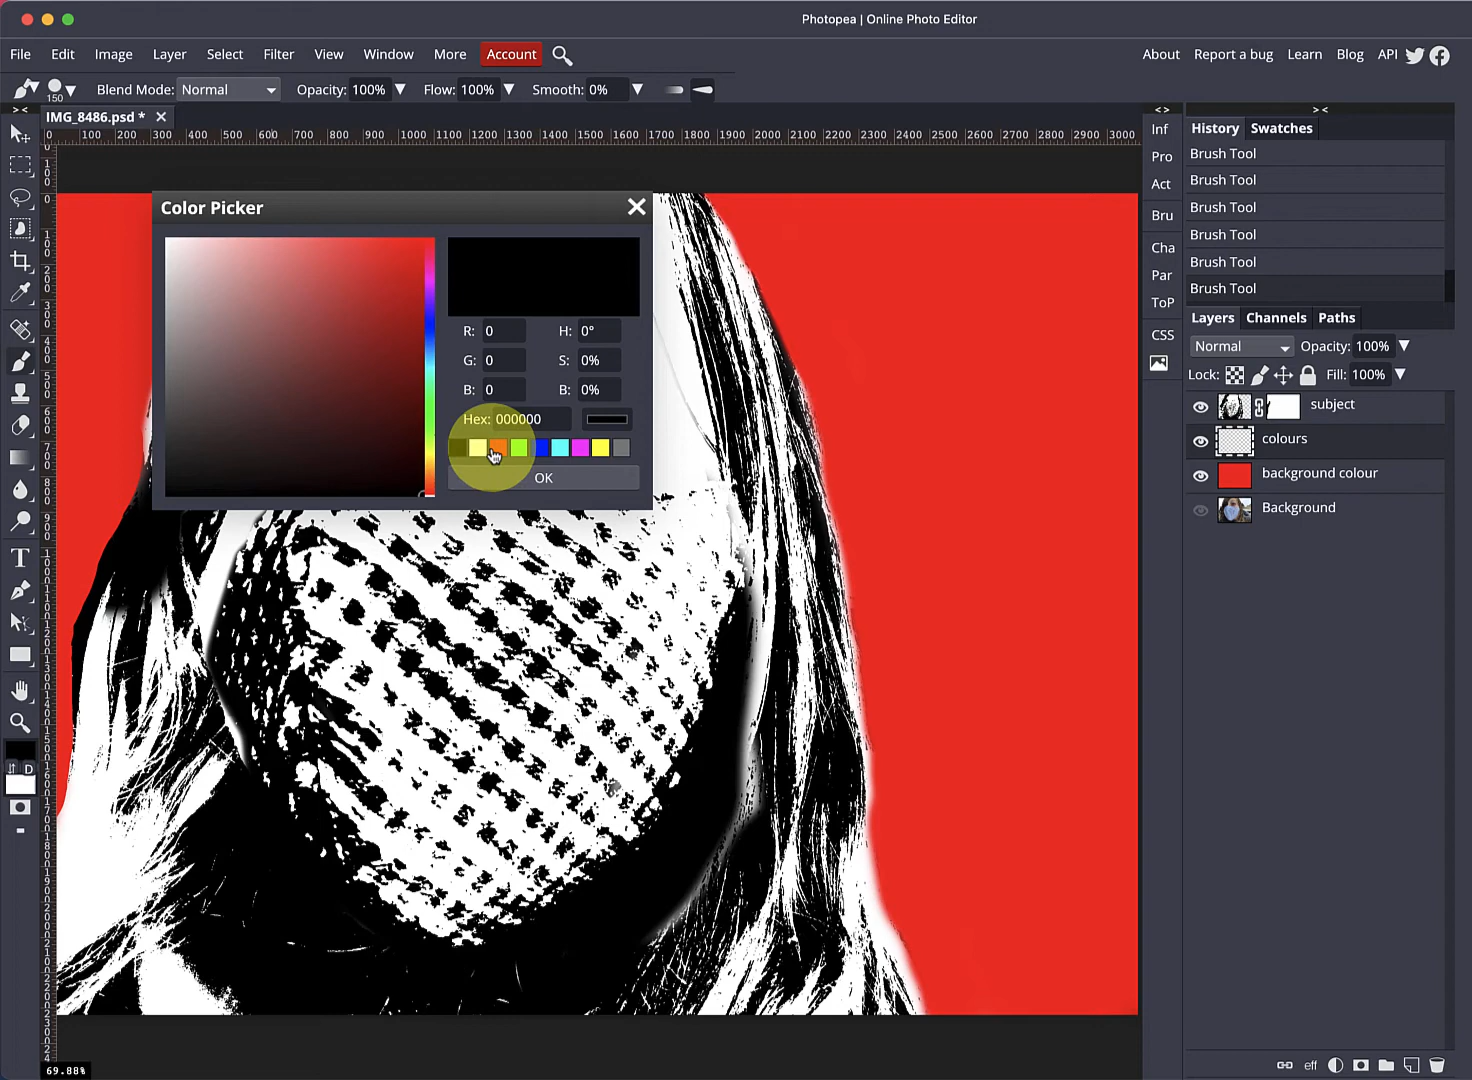 Photopea | Online Photo Editor
File Edit Image Layer Select Filter View Window More Account About Report a bug Learn Blog API
150 Blend Mode: Normal Opacity: 100% Flow: 100% Smooth: 0%
> < IMG_8486.psd * < > > <
0 100 200 300 400 500 600 700 800 900 1000 1100 1200 1300 1400 1500 1600 1700 1800 1900 2000 2100 2200 2300 2400 2500 2600 2700 2800 2900 3000
Inf
Pro
Act
Bru
Cha
Par
ToP
CSS
History Swatches
Brush Tool
Brush Tool
Brush Tool
Brush Tool
Brush Tool
Brush Tool
Layers Channels Paths
Normal Opacity: 100%
Lock: Fill: 100%
subject
colours
background colour
Background
Color Picker
R: 0 H: 0°
G: 0 S: 0%
B: 0 B: 0%
Hex: 000000
OK
T
D
69.88%
eff